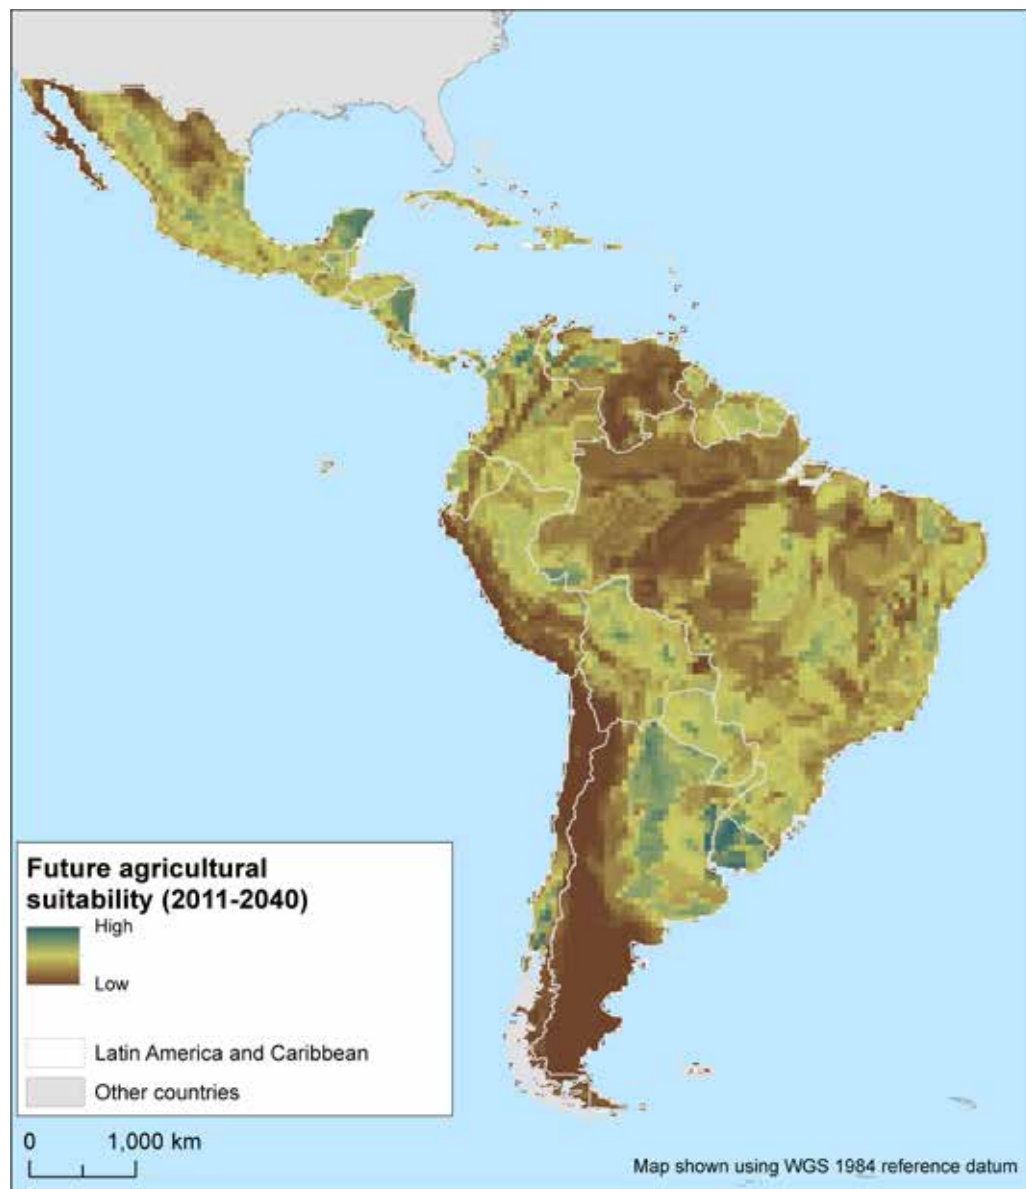 Future agricultural
suitability (2011-2040)
High
Low
Latin America and Caribbean
Other countries
0 1,000 km
Map shown using WGS 1984 reference datum